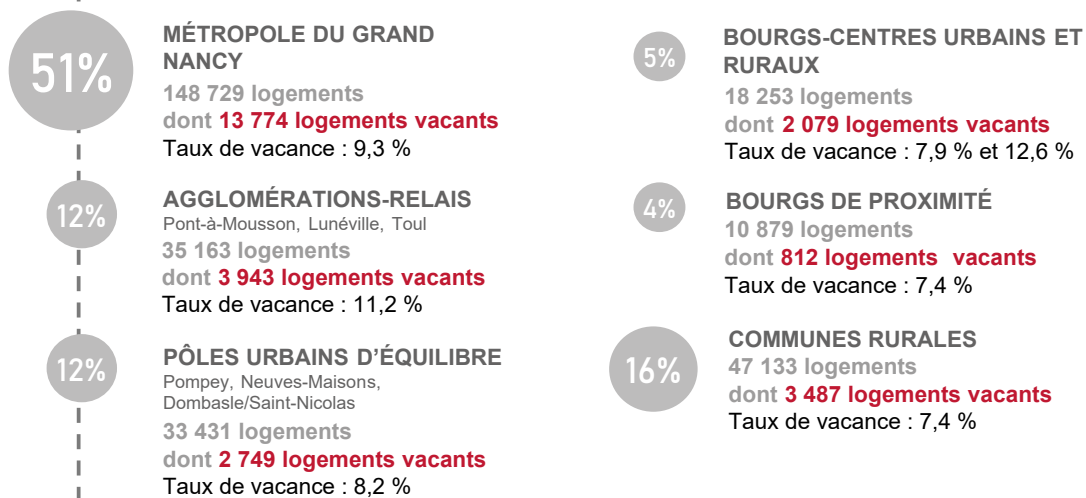 51%
MÉTROPOLE DU GRAND
NANCY
148 729 logements
dont 13 774 logements vacants
Taux de vacance : 9,3 %
12%
AGGLOMÉRATIONS-RELAIS
Pont-à-Mousson, Lunéville, Toul
35 163 logements
dont 3 943 logements vacants
Taux de vacance : 11,2 %
12%
PÔLES URBAINS D’ÉQUILIBRE
Pompey, Neuves-Maisons,
Dombasle/Saint-Nicolas
33 431 logements
dont 2 749 logements vacants
Taux de vacance : 8,2 %
5%
BOURGS-CENTRES URBAINS ET
RURAUX
18 253 logements
dont 2 079 logements vacants
Taux de vacance : 7,9 % et 12,6 %
4%
BOURGS DE PROXIMITÉ
10 879 logements
dont 812 logements vacants
Taux de vacance : 7,4 %
16%
COMMUNES RURALES
47 133 logements
dont 3 487 logements vacants
Taux de vacance : 7,4 %